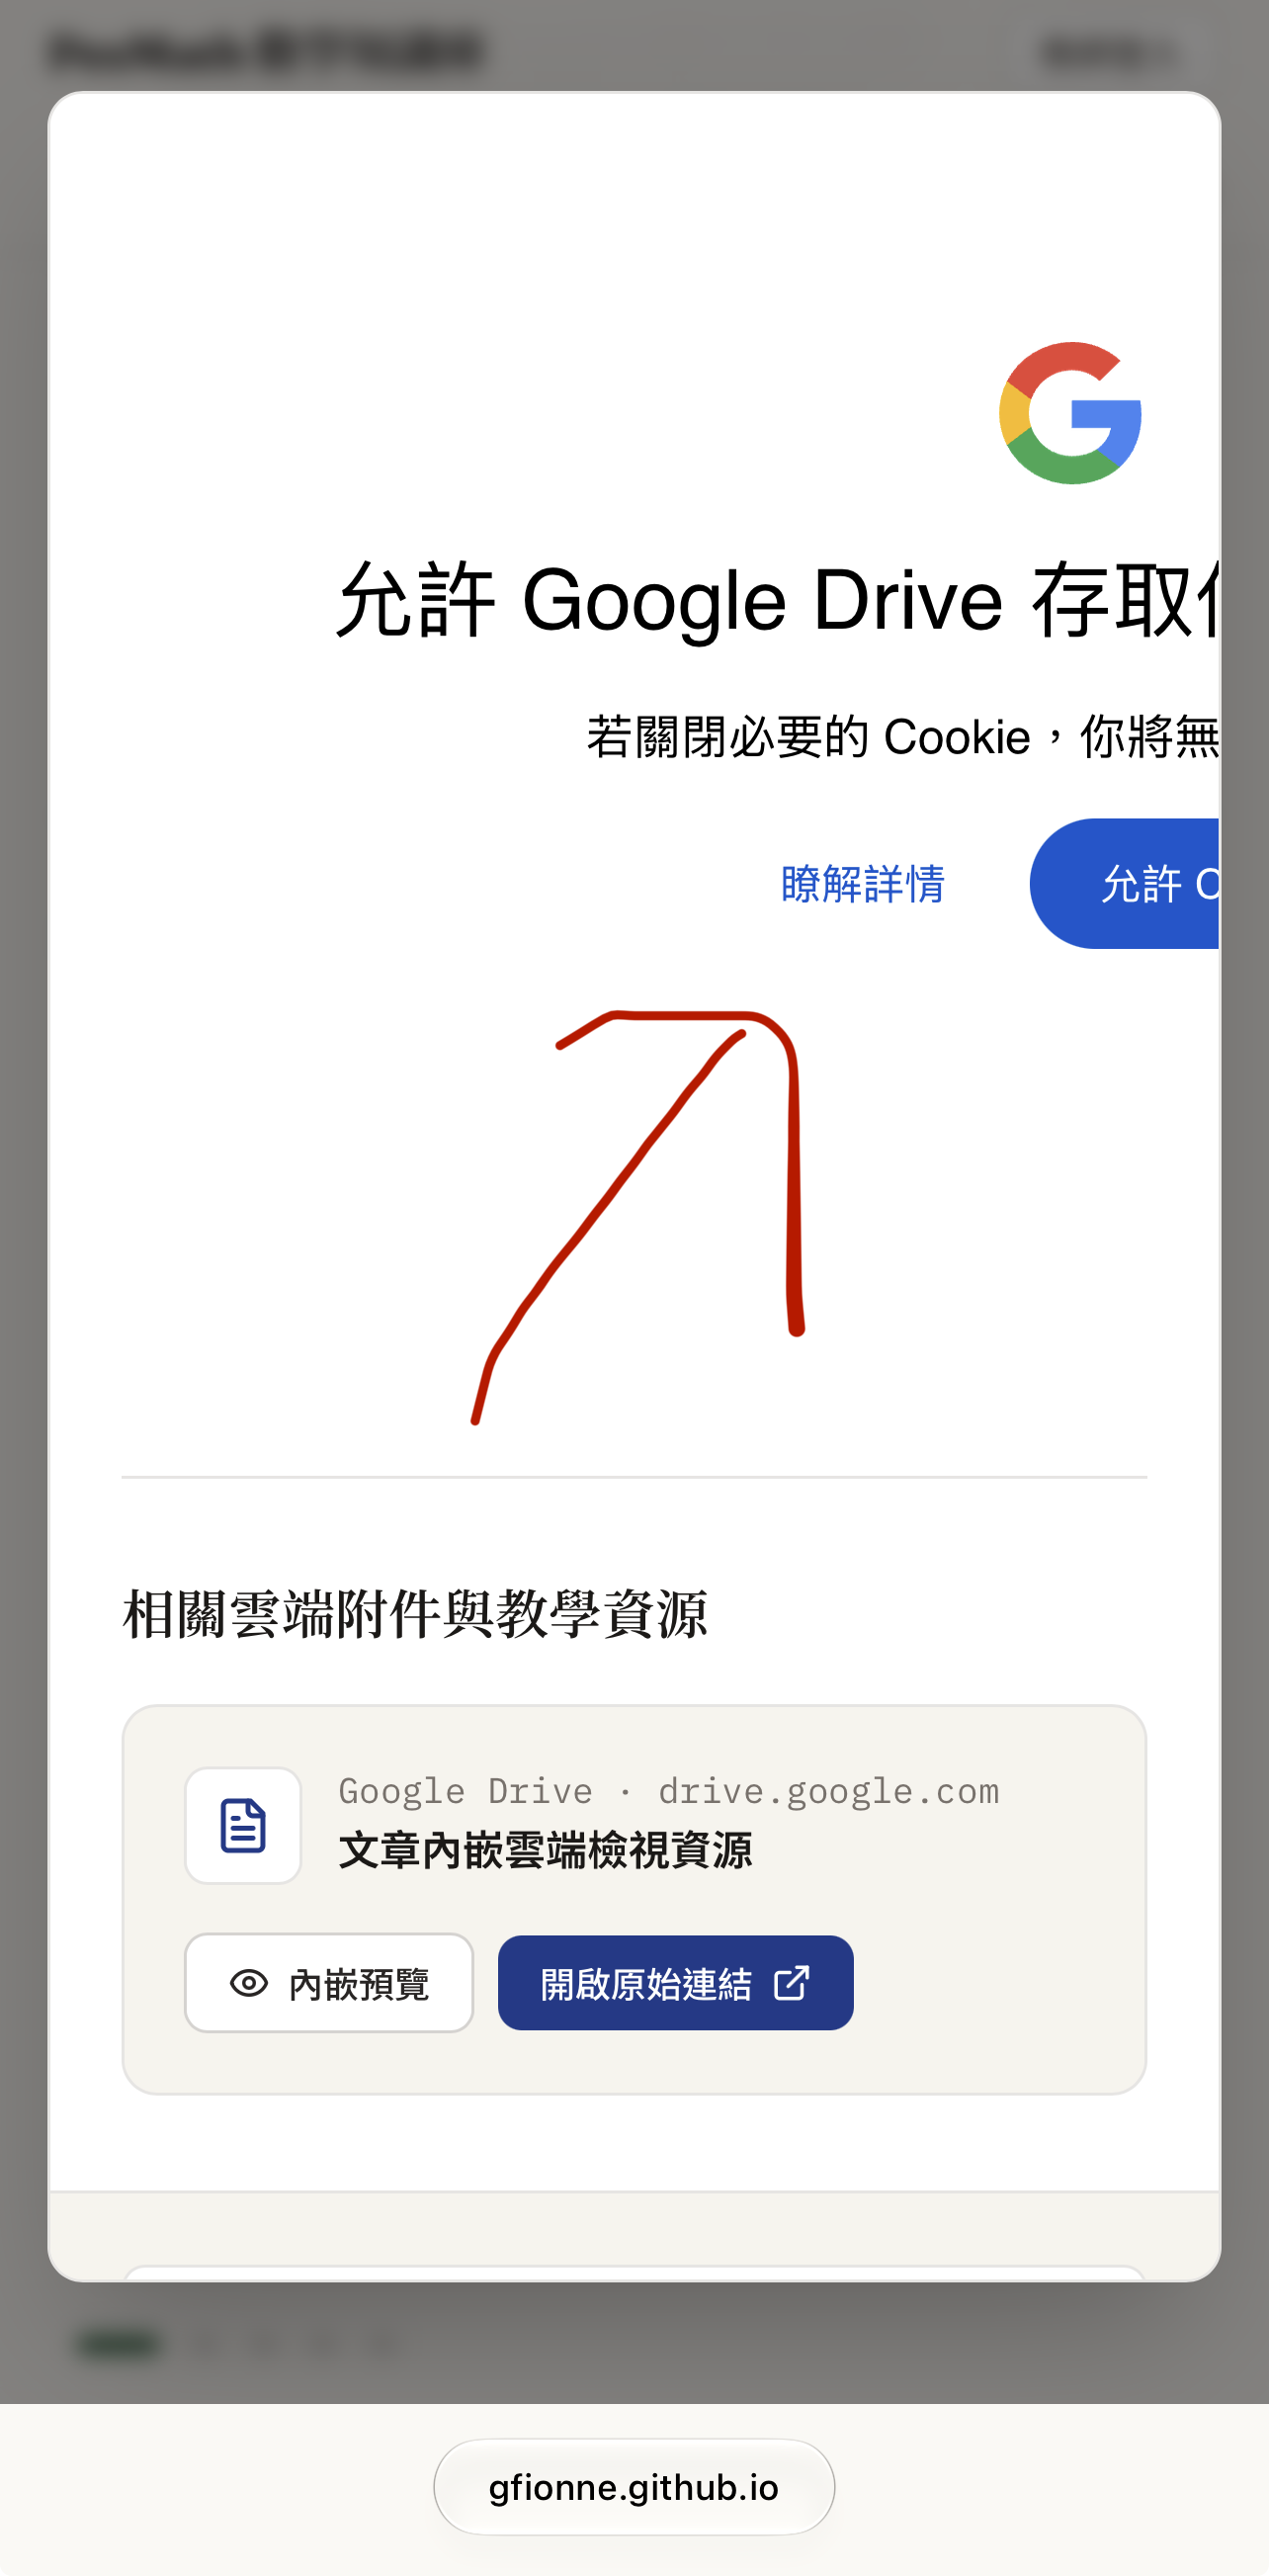 允許 Google Drive 存取
若關閉必要的 Cookie，你將無
瞭解詳情
允許 C
相關雲端附件與教學資源
Google Drive · drive.google.com
文章內嵌雲端檢視資源
內嵌預覽
開啟原始連結
gfionne.github.io